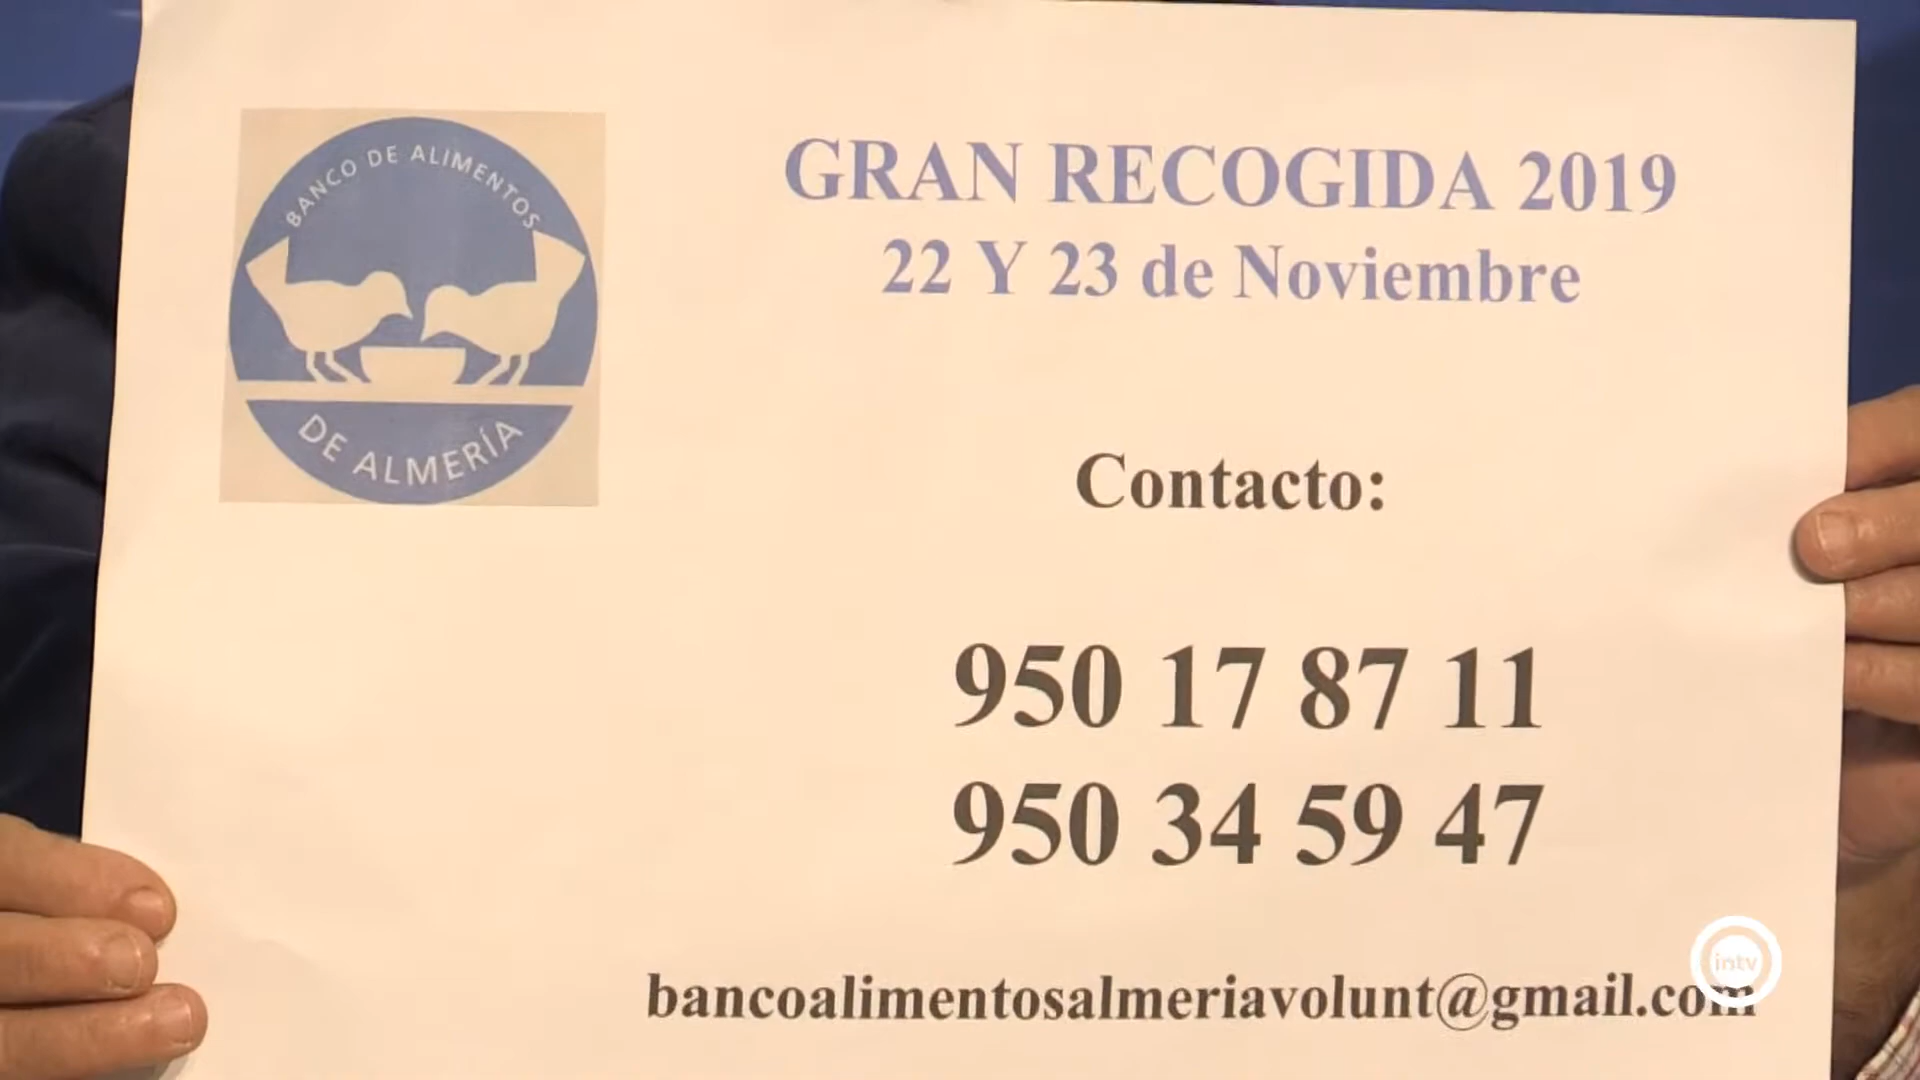 BANCO DE ALIMENTOS
DE ALMERÍA
GRAN RECOGIDA 2019
22 Y 23 de Noviembre
Contacto:
950 17 87 11
950 34 59 47
bancoalimentosalmeriavolunt@gmail.com
intv